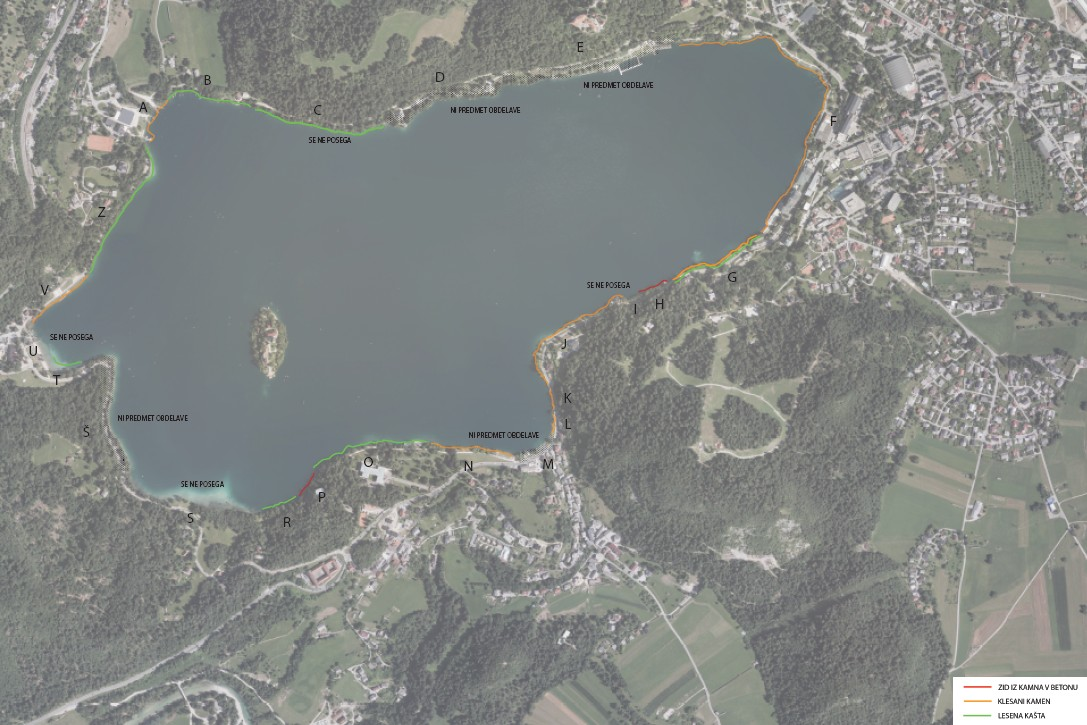 E
B
D
NI PREDMET OBDELAVE
A
C
NI PREDMET OBDELAVE
F
SE NE POSEGA
Z
G
V
SE NE POSEGA
H
I
SE NE POSEGA
J
U
T
K
NI PREDMET OBDELAVE
L
Š
NI PREDMET OBDELAVE
O
N
M
SE NE POSEGA
P
S
R
ZID IZ KAMNA V BETONU
KLESANI KAMEN
LESENA KAŠTA